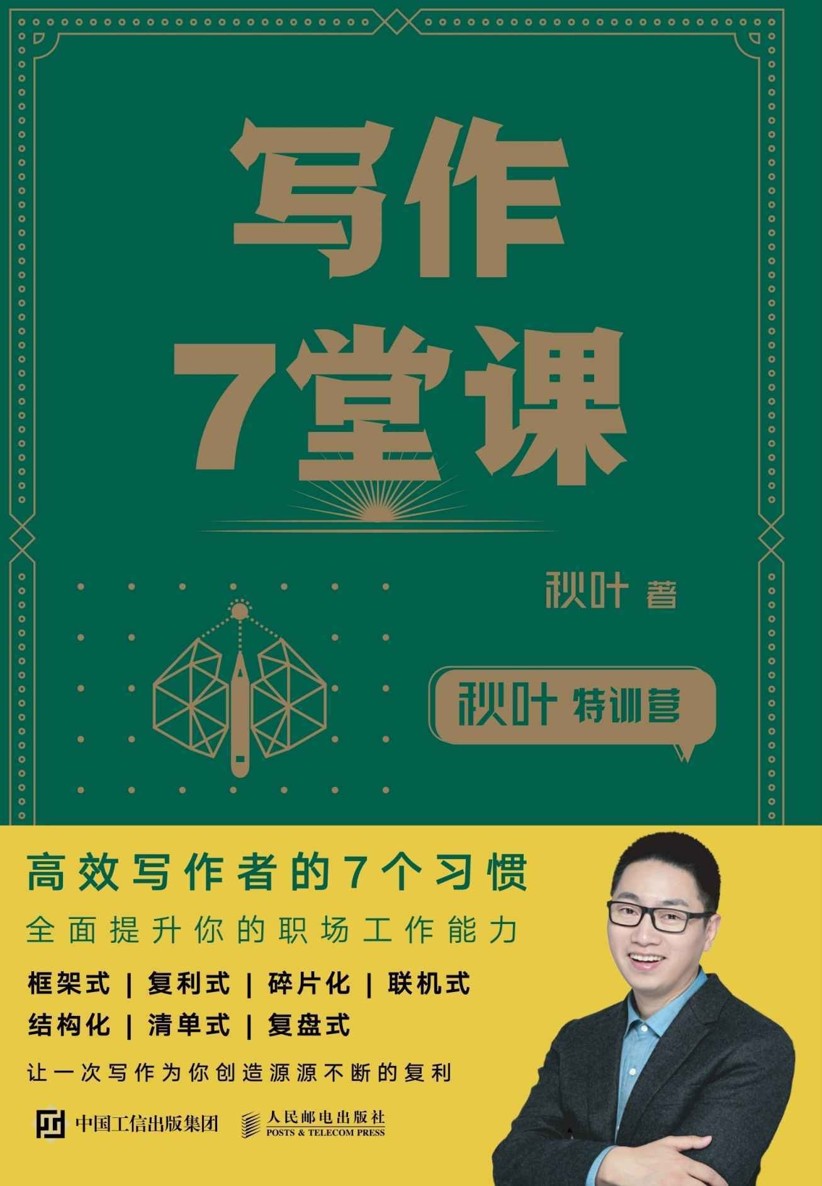 写作
7堂课
秋叶 著
秋叶 特训营
高效写作者的7个习惯
全面提升你的职场工作能力
框架式 | 复利式 | 碎片化 | 联机式
结构化 | 清单式 | 复盘式
让一次写作为你创造源源不断的复利
中国工信出版集团 人民邮电出版社
POSTS & TELECOM PRESS